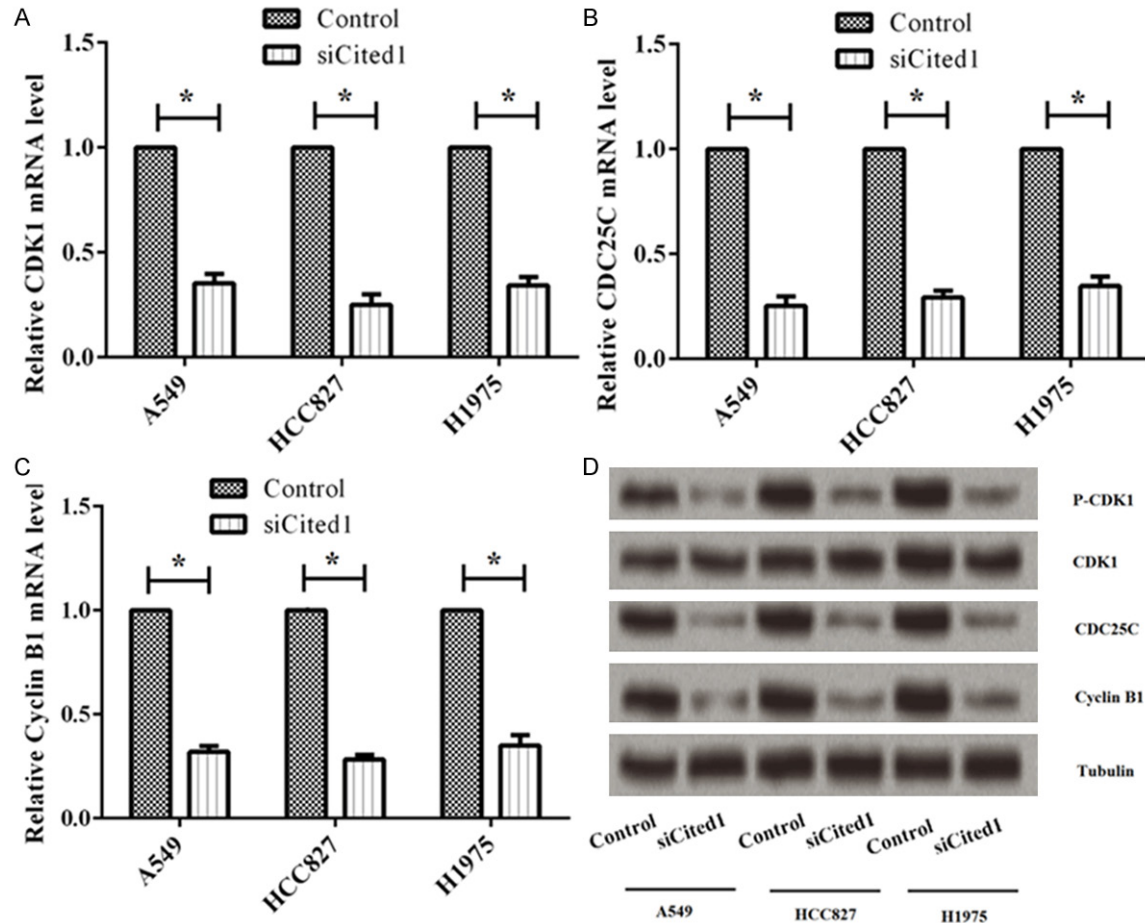 A
Control
siCited1
Relative CDK1 mRNA level
1.5
1.0
0.5
0.0
*
*
*
A549
HCC827
H1975
B
Control
siCited1
Relative CDC25C mRNA level
1.5
1.0
0.5
0.0
*
*
*
A549
HCC827
H1975
C
Control
siCited1
Relative Cyclin B1 mRNA level
1.5
1.0
0.5
0.0
*
*
*
A549
HCC827
H1975
D
P-CDK1
CDK1
CDC25C
Cyclin B1
Tubulin
Control siCited1 Control siCited1 Control siCited1
A549 HCC827 H1975